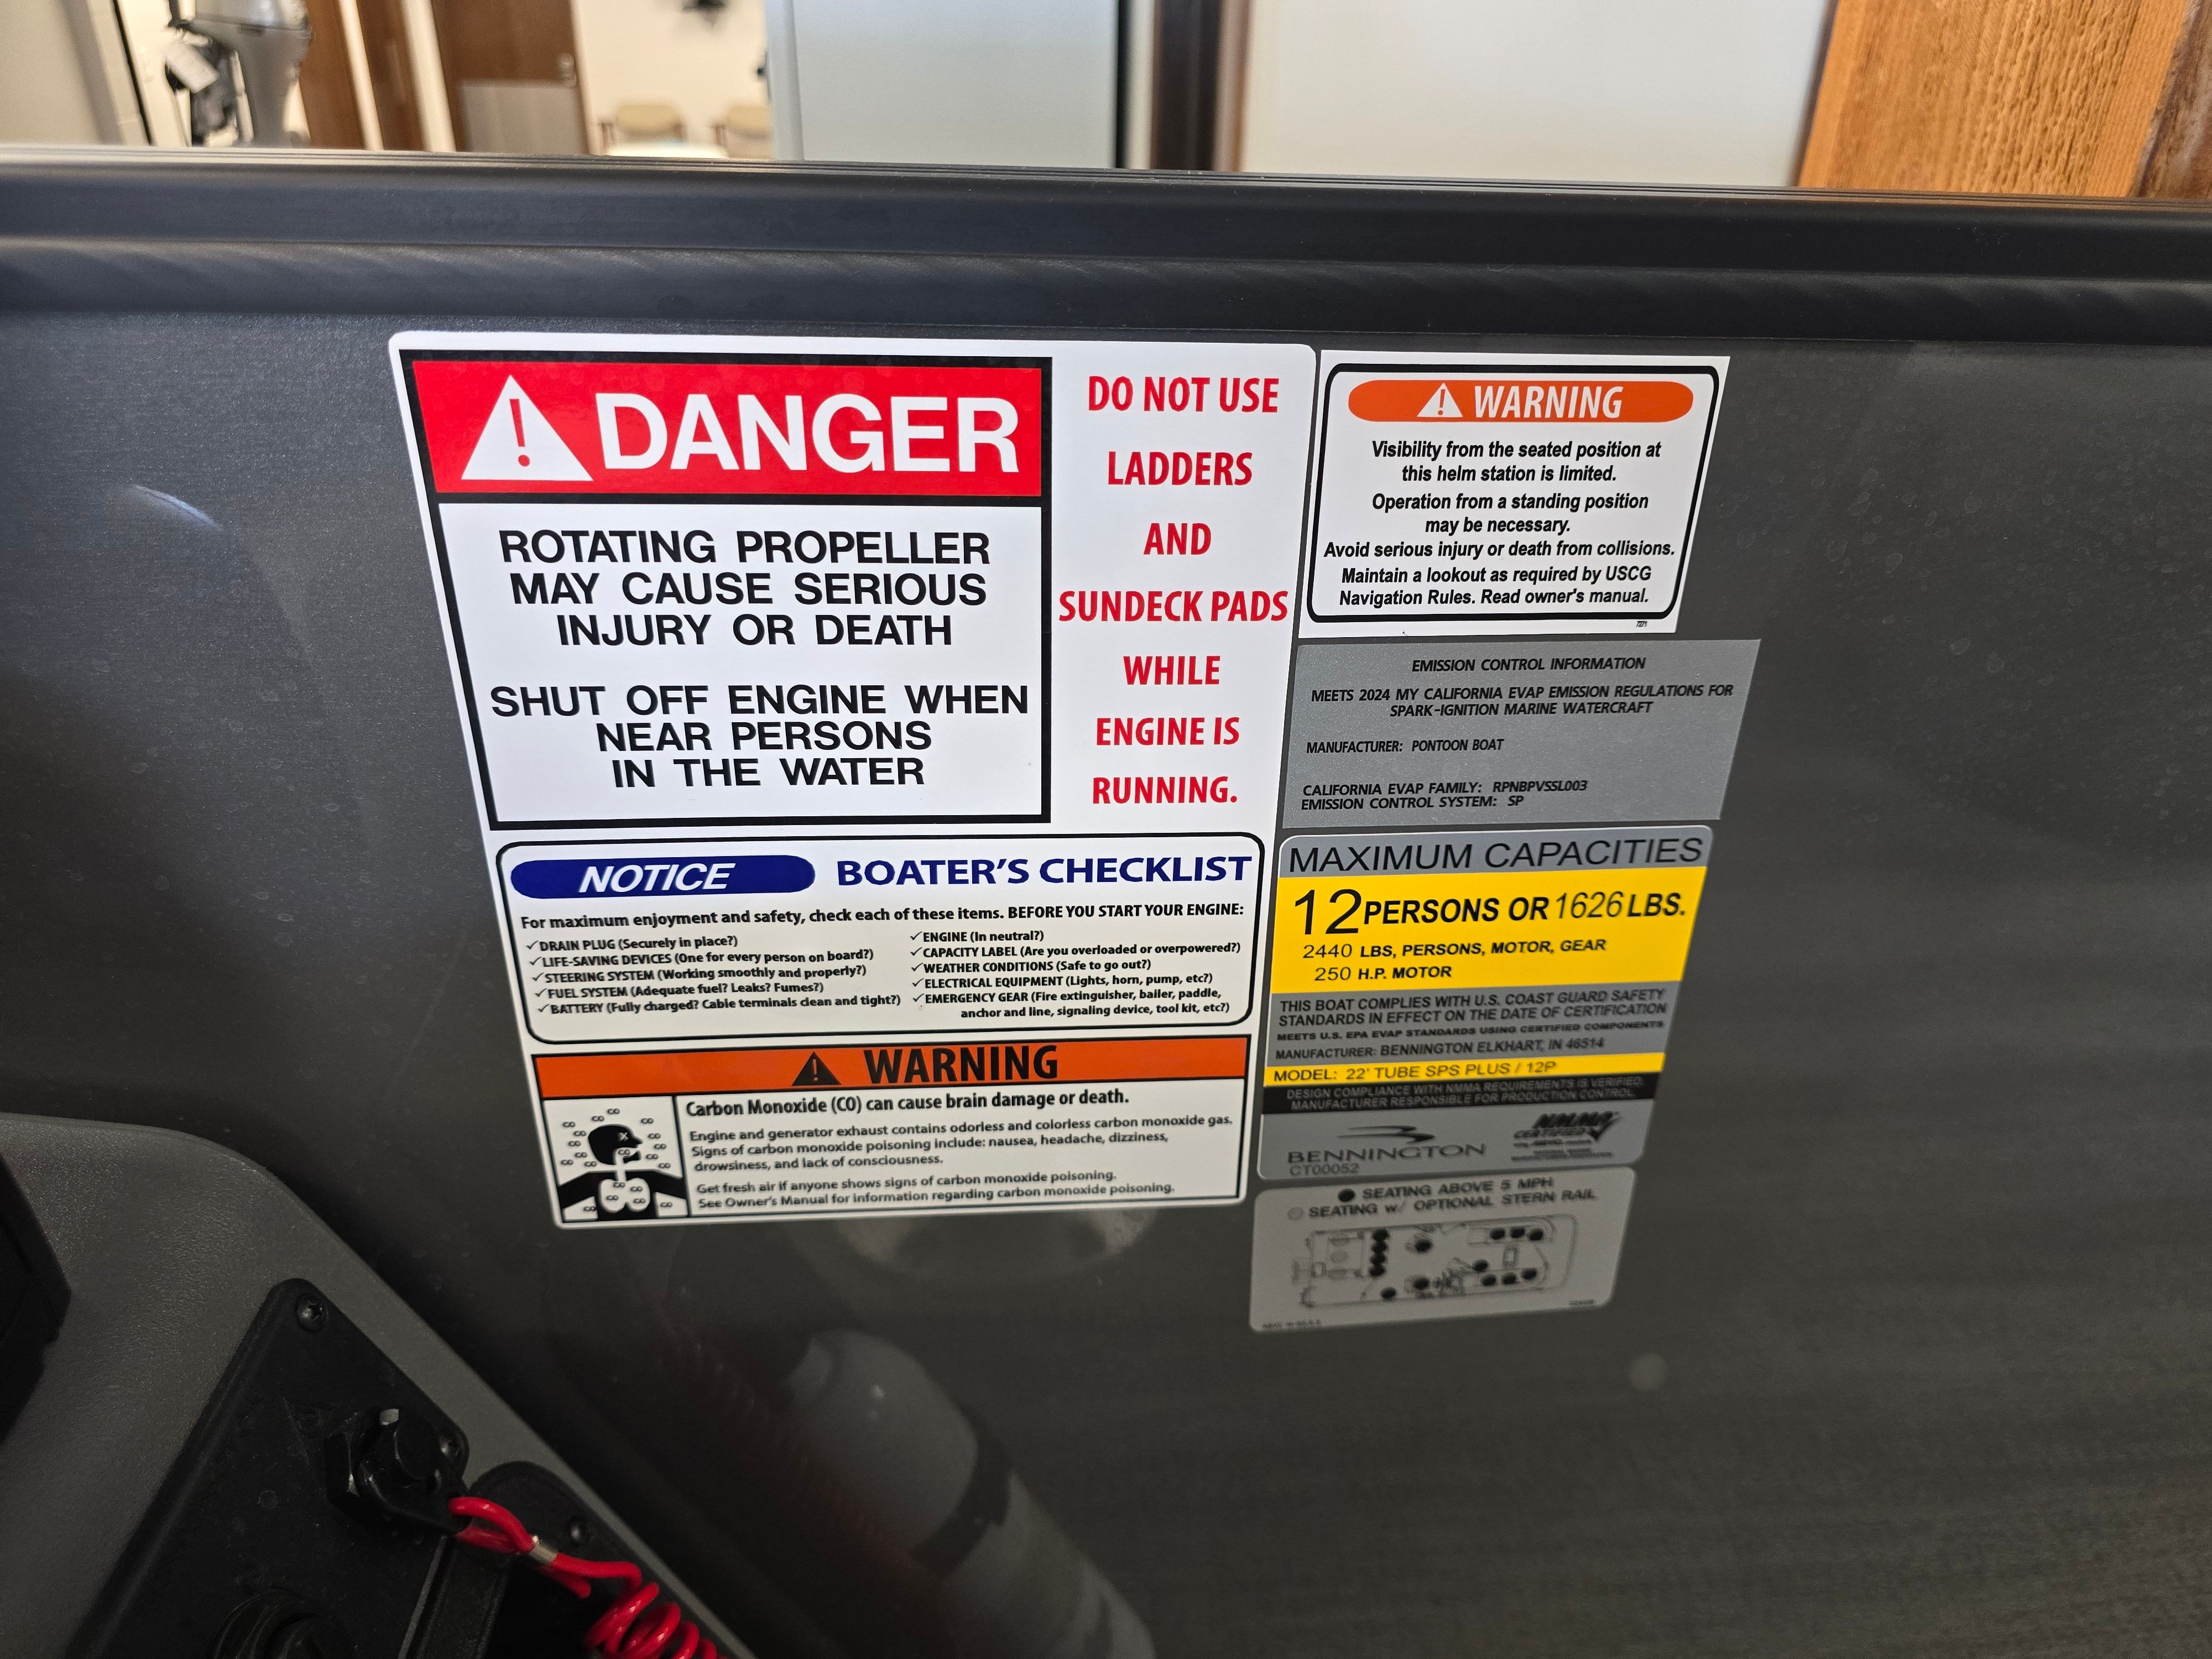 DANGER
ROTATING PROPELLER
MAY CAUSE SERIOUS
INJURY OR DEATH
SHUT OFF ENGINE WHEN
NEAR PERSONS
IN THE WATER
DO NOT USE
LADDERS
AND
SUNDECK PADS
WHILE
ENGINE IS
RUNNING.
NOTICE BOATER'S CHECKLIST
For maximum enjoyment and safety, check each of these items. BEFORE YOU START YOUR ENGINE:
✓DRAIN PLUG (Securely in place?)
✓LIFE-SAVING DEVICES (One for every person on board?)
✓STEERING SYSTEM (Working smoothly and properly?)
✓FUEL SYSTEM (Adequate fuel? Leaks? Fumes?)
✓BATTERY (Fully charged? Cable terminals clean and tight?)
✓ENGINE (In neutral?)
✓CAPACITY LABEL (Are you overloaded or overpowered?)
✓WEATHER CONDITIONS (Safe to go out?)
✓ELECTRICAL EQUIPMENT (Lights, horn, pump, etc?)
✓EMERGENCY GEAR (Fire extinguisher, bailer, paddle,
anchor and line, signaling device, tool kit, etc?)
WARNING
Carbon Monoxide (CO) can cause brain damage or death.
Engine and generator exhaust contains odorless and colorless carbon monoxide gas.
Signs of carbon monoxide poisoning include: nausea, headache, dizziness,
drowsiness, and lack of consciousness.
Get fresh air if anyone shows signs of carbon monoxide poisoning.
See Owner's Manual for information regarding carbon monoxide poisoning.
WARNING
Visibility from the seated position at
this helm station is limited.
Operation from a standing position
may be necessary.
Avoid serious injury or death from collisions.
Maintain a lookout as required by USCG
Navigation Rules. Read owner's manual.
EMISSION CONTROL INFORMATION
MEETS 2024 MY CALIFORNIA EVAP EMISSION REGULATIONS FOR
SPARK-IGNITION MARINE WATERCRAFT
MANUFACTURER: PONTOON BOAT
CALIFORNIA EVAP FAMILY: RPNBPVSSL003
EMISSION CONTROL SYSTEM: SP
MAXIMUM CAPACITIES
12 PERSONS OR 1626 LBS.
2440 LBS, PERSONS, MOTOR, GEAR
250 H.P. MOTOR
THIS BOAT COMPLIES WITH U.S. COAST GUARD SAFETY
STANDARDS IN EFFECT ON THE DATE OF CERTIFICATION
MEETS U.S. EPA EVAP STANDARDS USING CERTIFIED COMPONENTS
MANUFACTURER: BENNINGTON ELKHART, IN 46514
MODEL: 22' TUBE SPS PLUS / 12P
DESIGN COMPLIANCE WITH NMMA REQUIREMENTS IS VERIFIED.
MANUFACTURER RESPONSIBLE FOR PRODUCTION CONTROL.
BENNINGTON
CT00052
NMMA
CERTIFIED
SEATING ABOVE 5 MPH
SEATING w/ OPTIONAL STERN RAIL